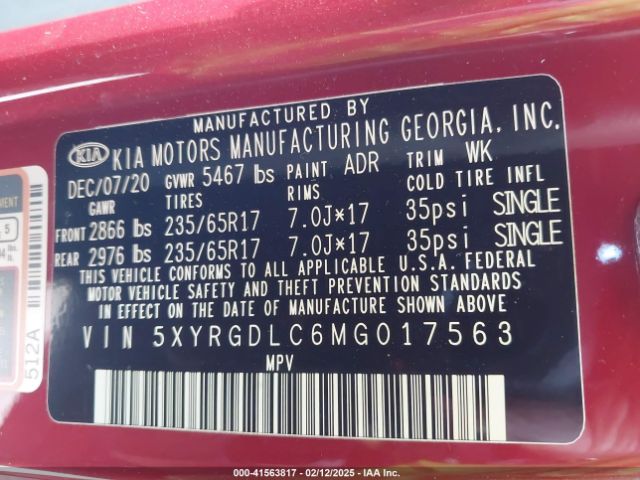 MANUFACTURED BY
KIA KIA MOTORS MANUFACTURING GEORGIA, INC.
DEC/07/20 GVWR 5467 lbs PAINT ADR TRIM WK
GAWR TIRES RIMS COLD TIRE INFL
FRONT 2866 lbs 235/65R17 7.0J*17 35psi SINGLE
REAR 2976 lbs 235/65R17 7.0J*17 35psi SINGLE
THIS VEHICLE CONFORMS TO ALL APPLICABLE U.S.A. FEDERAL
MOTOR VEHICLE SAFETY AND THEFT PREVENTION STANDARDS
IN EFFECT ON THE DATE OF MANUFACTURE SHOWN ABOVE.
VIN 5XYRGDLC6MG017563
MPV
5
512A
000-41563817 - 02/12/2025 - IAA Inc.